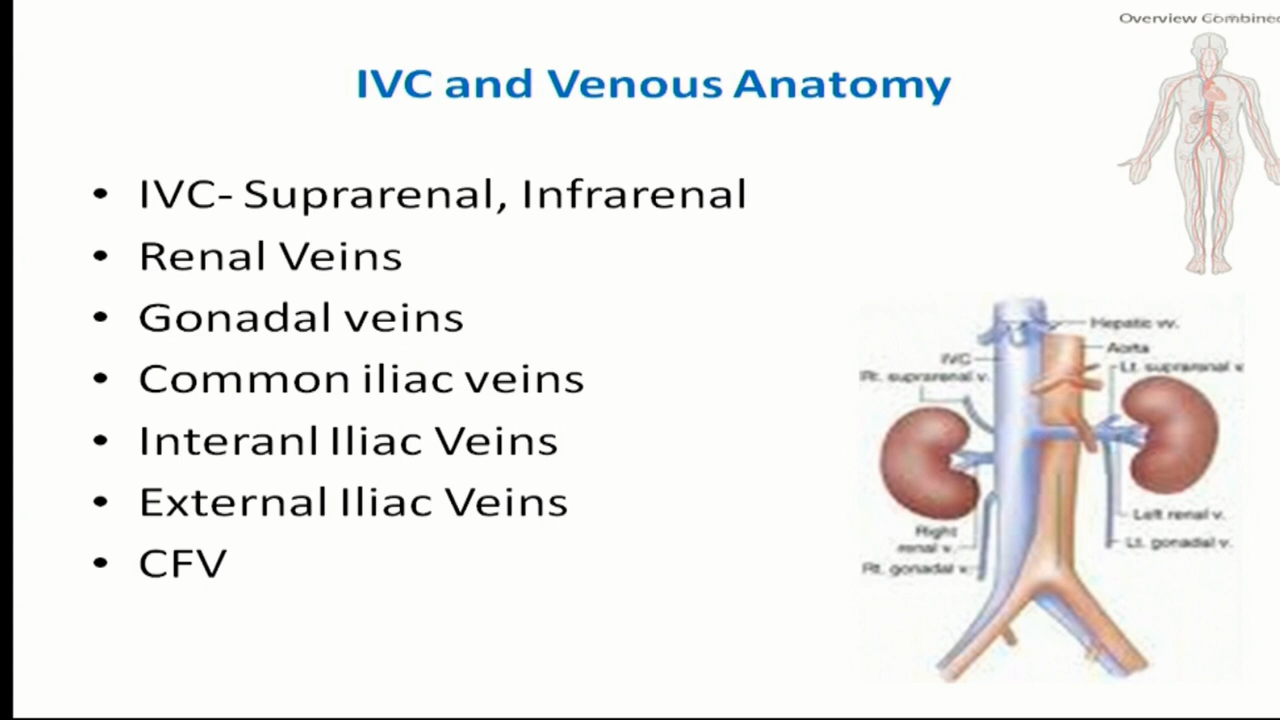 Overview Combined
IVC and Venous Anatomy
• IVC- Suprarenal, Infrarenal
• Renal Veins
• Gonadal veins
• Common iliac veins
• Interanl Iliac Veins
• External Iliac Veins
• CFV
Hepatic vv.
Aorta
IVC
Lt. suprarenal v
Rt. suprarenal v.
Left renal v.
Right
renal v.
Lt. gonadal v.
Rt. gonadal v.